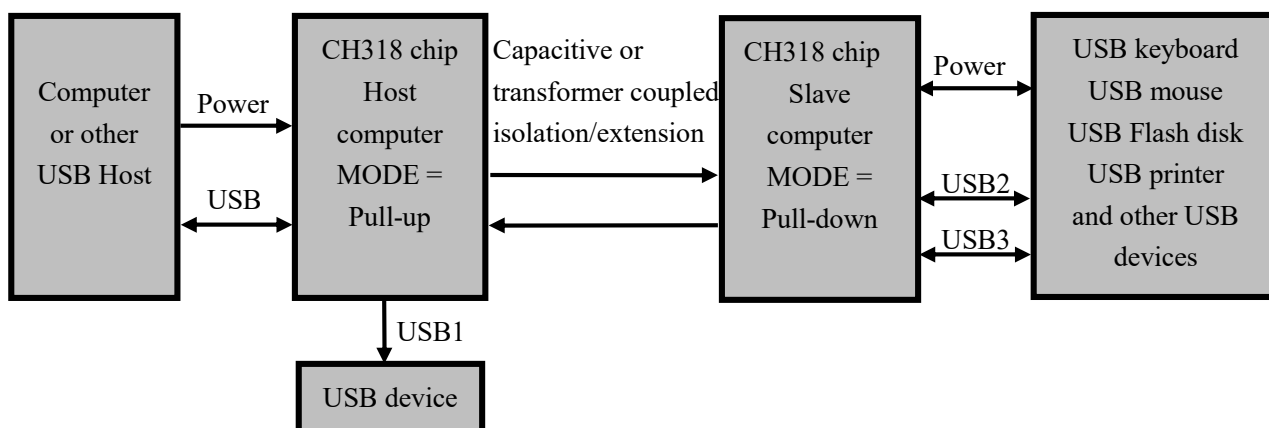 Computer
or other
USB Host
Power
USB
CH318 chip
Host
computer
MODE =
Pull-up
USB1
USB device
Capacitive or
transformer coupled
isolation/extension
CH318 chip
Slave
computer
MODE =
Pull-down
Power
USB2
USB3
USB keyboard
USB mouse
USB Flash disk
USB printer
and other USB
devices